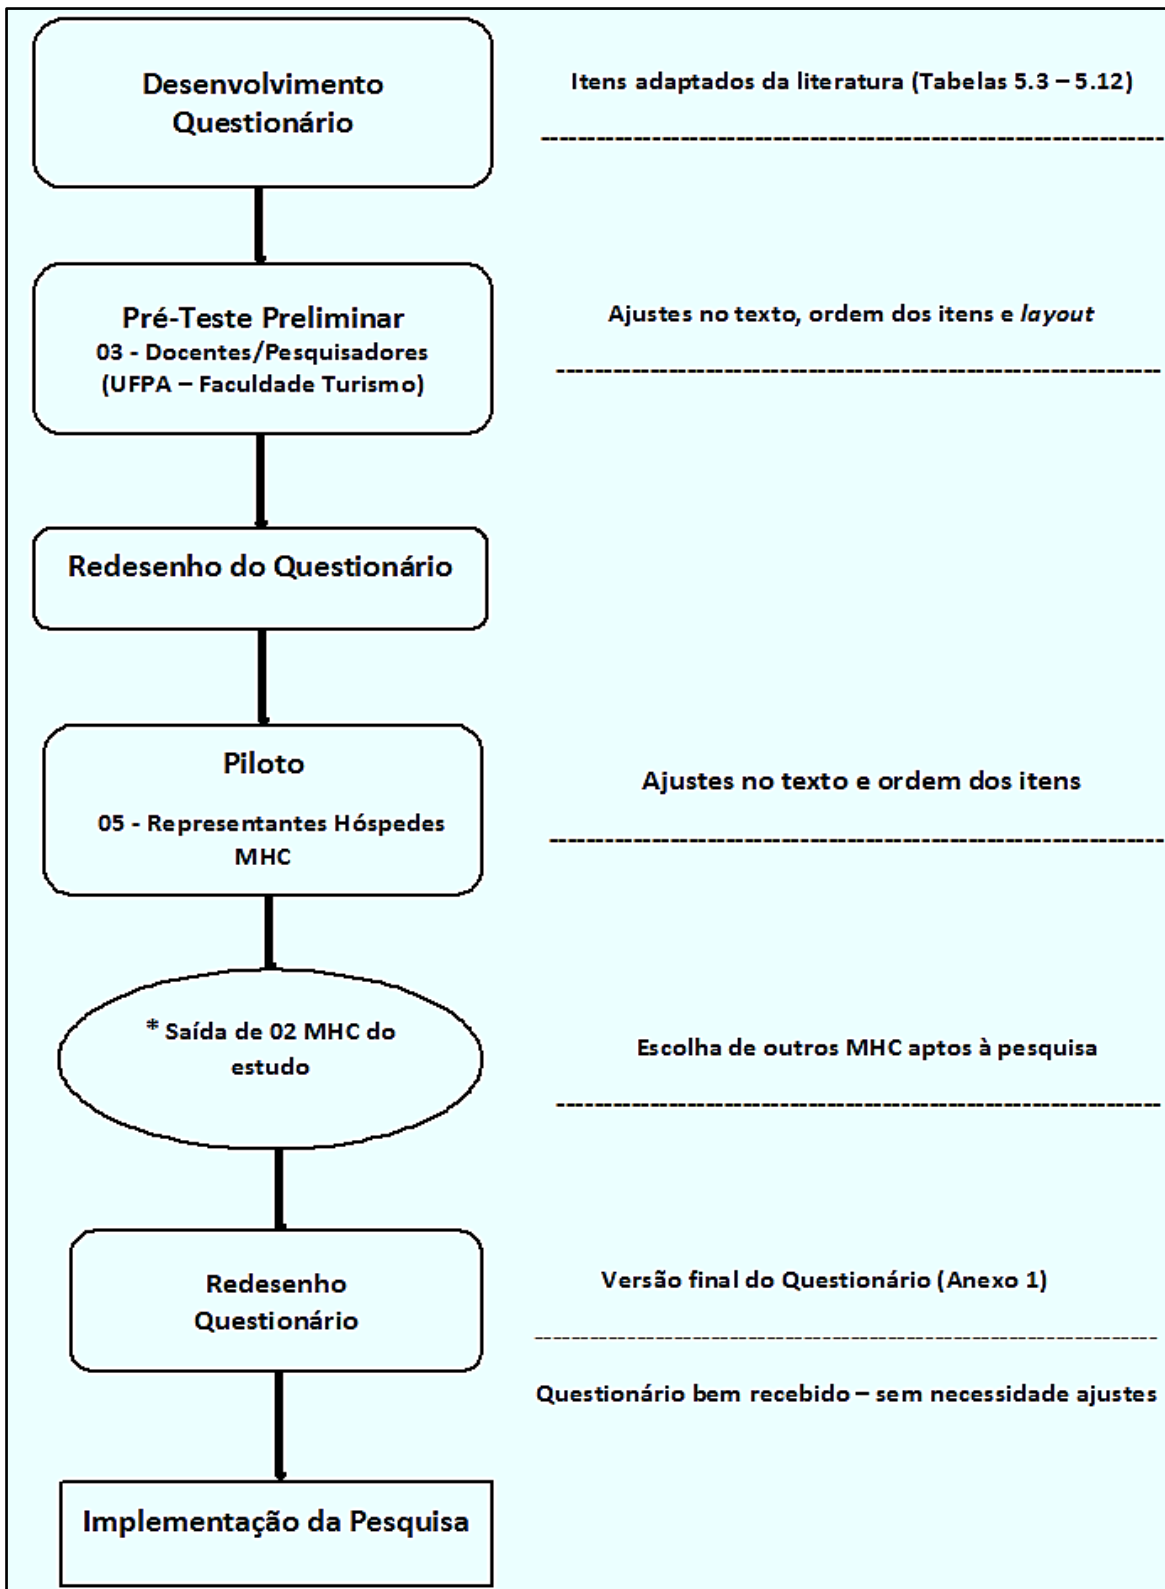 Desenvolvimento
Questionário
Itens adaptados da literatura (Tabelas 5.3 – 5.12)
Pré-Teste Preliminar
03 - Docentes/Pesquisadores
(UFPA – Faculdade Turismo)
Ajustes no texto, ordem dos itens e layout
Redesenho do Questionário
Piloto
05 - Representantes Hóspedes
MHC
Ajustes no texto e ordem dos itens
* Saída de 02 MHC do
estudo
Escolha de outros MHC aptos à pesquisa
Redesenho
Questionário
Versão final do Questionário (Anexo 1)
Questionário bem recebido – sem necessidade ajustes
Implementação da Pesquisa